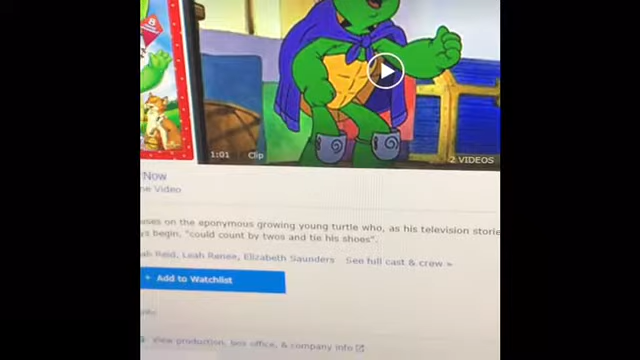 8
1:01 Clip
2 VIDEOS
Now
me Video
uses on the eponymous growing young turtle who, as his television storie
ys begin, "could count by twos and tie his shoes".
ah Reid, Leah Renee, Elizabeth Saunders See full cast & crew »
+ Add to Watchlist
View production, box office, & company info